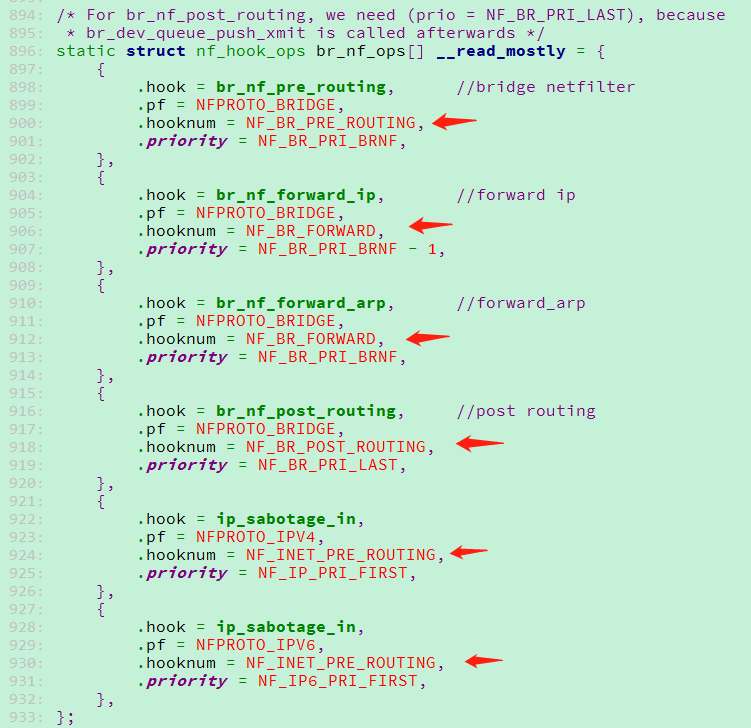 894: /* For br_nf_post_routing, we need (prio = NF_BR_PRI_LAST), because
895:  * br_dev_queue_push_xmit is called afterwards */
896: static struct nf_hook_ops br_nf_ops[] __read_mostly = {
897:     {
898:         .hook = br_nf_pre_routing,      //bridge netfilter
899:         .pf = NFPROTO_BRIDGE,
900:         .hooknum = NF_BR_PRE_ROUTING,
901:         .priority = NF_BR_PRI_BRNF,
902:     },
903:     {
904:         .hook = br_nf_forward_ip,       //forward ip
905:         .pf = NFPROTO_BRIDGE,
906:         .hooknum = NF_BR_FORWARD,
907:         .priority = NF_BR_PRI_BRNF - 1,
908:     },
909:     {
910:         .hook = br_nf_forward_arp,      //forward_arp
911:         .pf = NFPROTO_BRIDGE,
912:         .hooknum = NF_BR_FORWARD,
913:         .priority = NF_BR_PRI_BRNF,
914:     },
915:     {
916:         .hook = br_nf_post_routing,     //post routing
917:         .pf = NFPROTO_BRIDGE,
918:         .hooknum = NF_BR_POST_ROUTING,
919:         .priority = NF_BR_PRI_LAST,
920:     },
921:     {
922:         .hook = ip_sabotage_in,
923:         .pf = NFPROTO_IPV4,
924:         .hooknum = NF_INET_PRE_ROUTING,
925:         .priority = NF_IP_PRI_FIRST,
926:     },
927:     {
928:         .hook = ip_sabotage_in,
929:         .pf = NFPROTO_IPV6,
930:         .hooknum = NF_INET_PRE_ROUTING,
931:         .priority = NF_IP6_PRI_FIRST,
932:     },
933: };